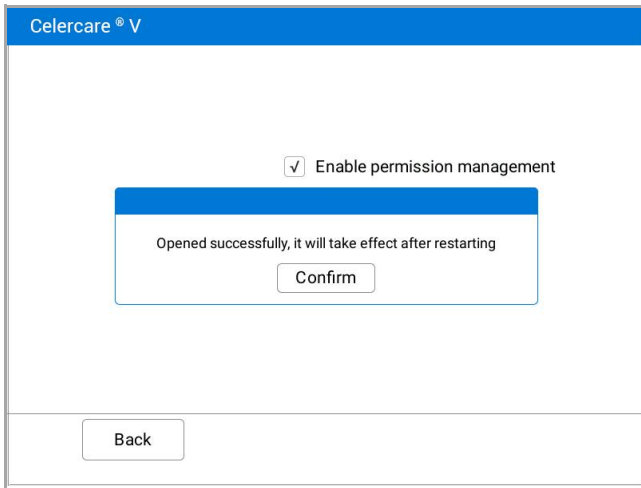 Celercare ® V
√ Enable permission management
Opened successfully, it will take effect after restarting
Confirm
Back